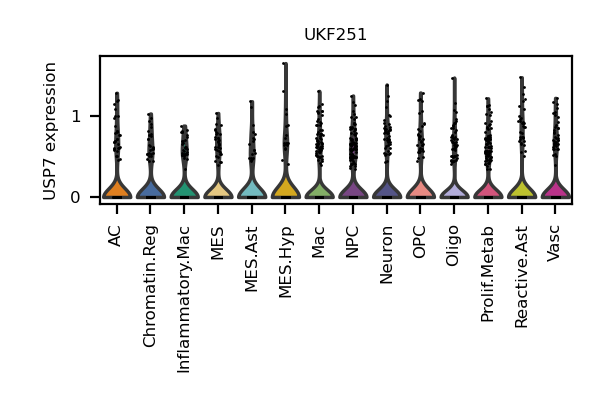 UKF251
USP7 expression
1
0
AC
Chromatin.Reg
Inflammatory.Mac
MES
MES.Ast
MES.Hyp
Mac
NPC
Neuron
OPC
Oligo
Prolif.Metab
Reactive.Ast
Vasc